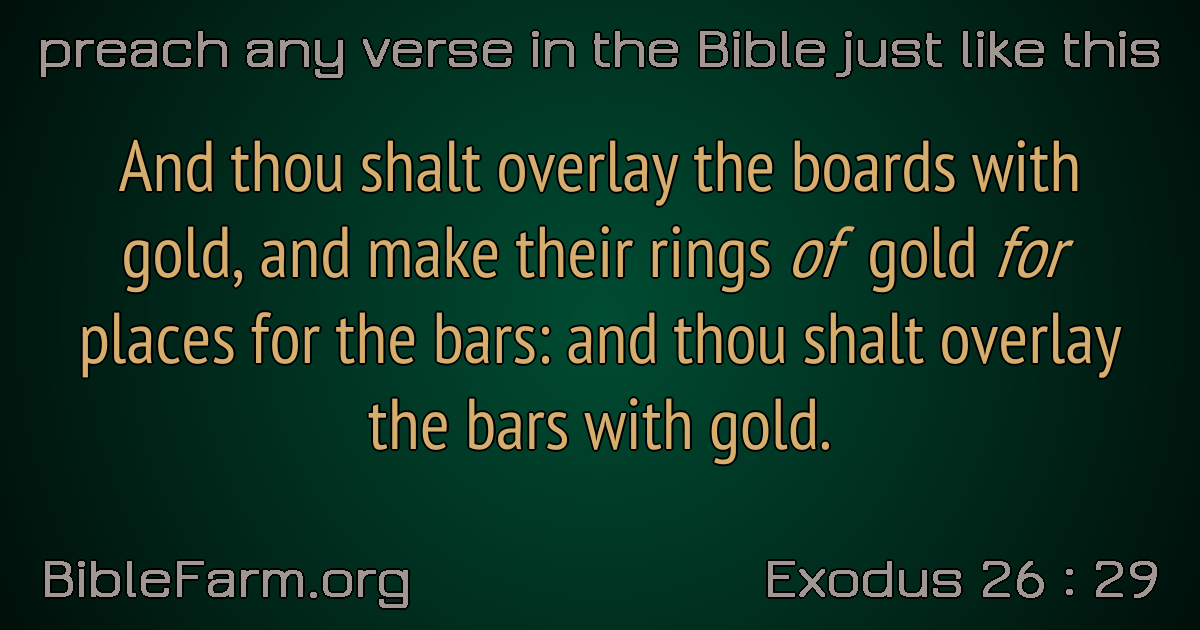 preach any verse in the Bible just like this
And thou shalt overlay the boards with
gold, and make their rings of gold for
places for the bars: and thou shalt overlay
the bars with gold.
BibleFarm.org
Exodus 26 : 29